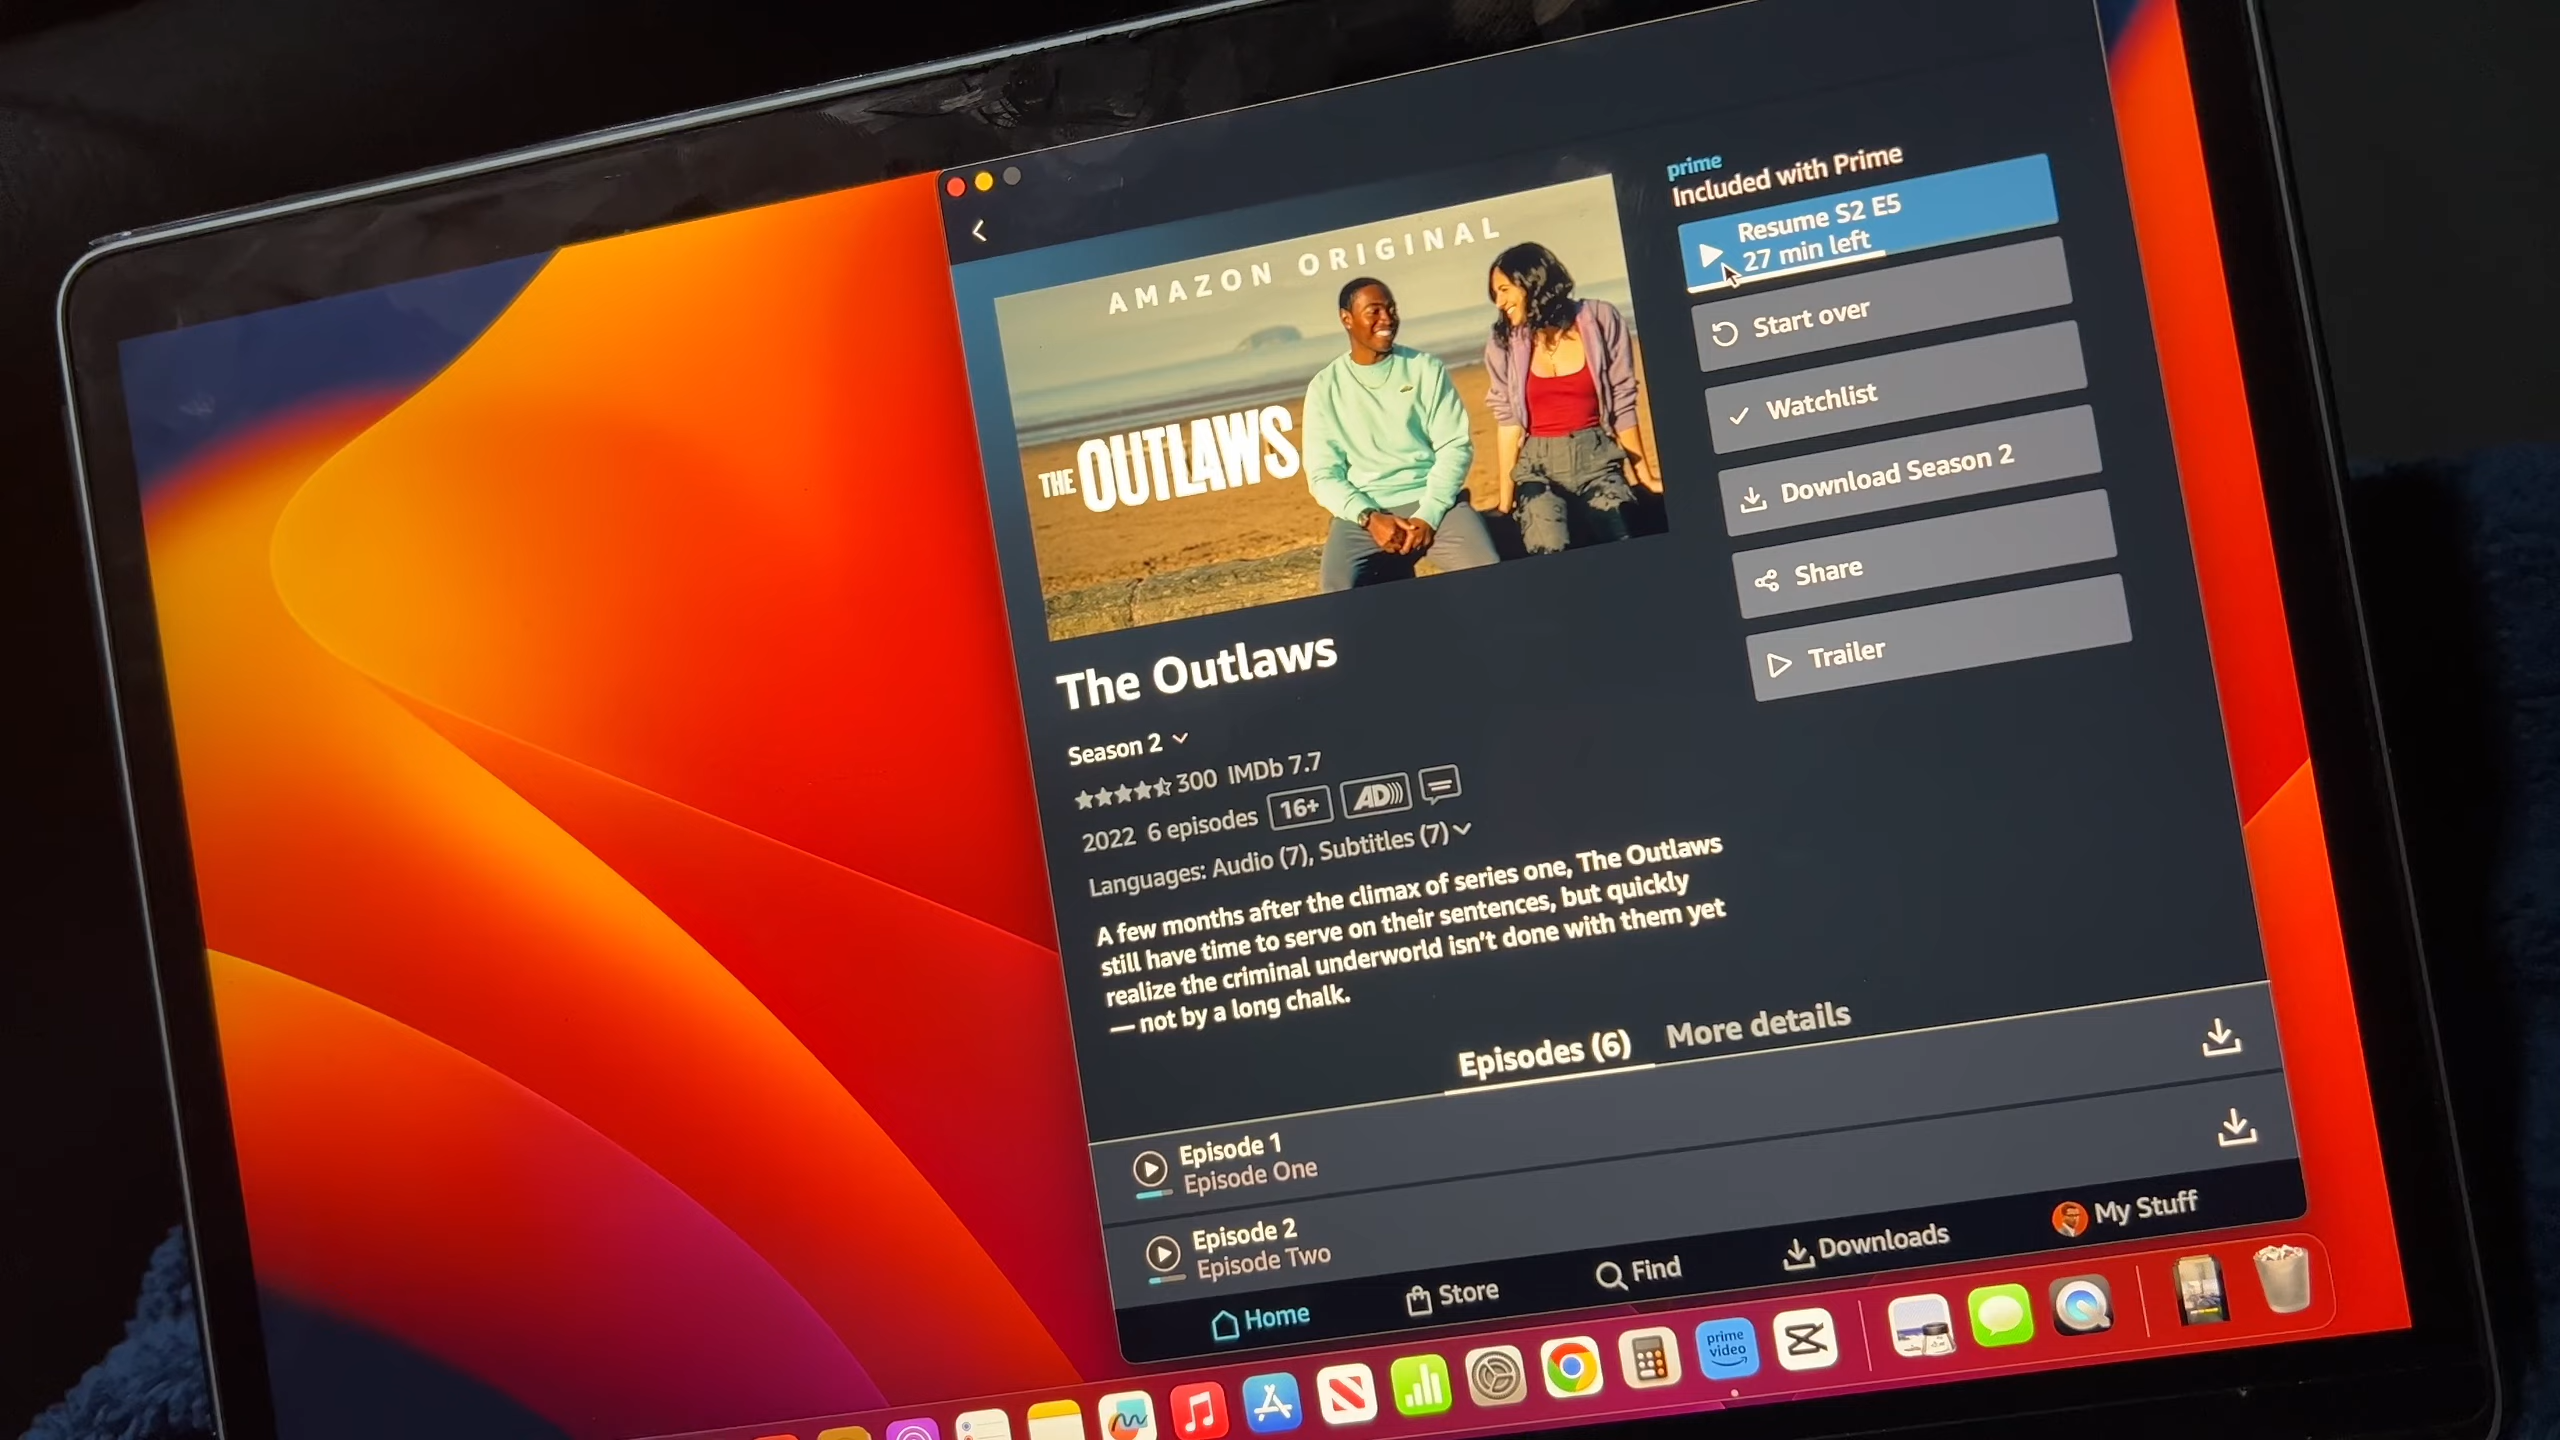 AMAZON ORIGINAL
THE OUTLAWS
prime
Included with Prime
Resume S2 E5
27 min left
Start over
Watchlist
Download Season 2
Share
Trailer
The Outlaws
Season 2
300 IMDb 7.7
2022 6 episodes 16+ AD
Languages: Audio (7), Subtitles (7)
A few months after the climax of series one, The Outlaws
still have time to serve on their sentences, but quickly
realize the criminal underworld isn't done with them yet
— not by a long chalk.
Episodes (6) More details
Episode 1
Episode One
Episode 2
Episode Two
Home Store Find Downloads My Stuff
prime
video